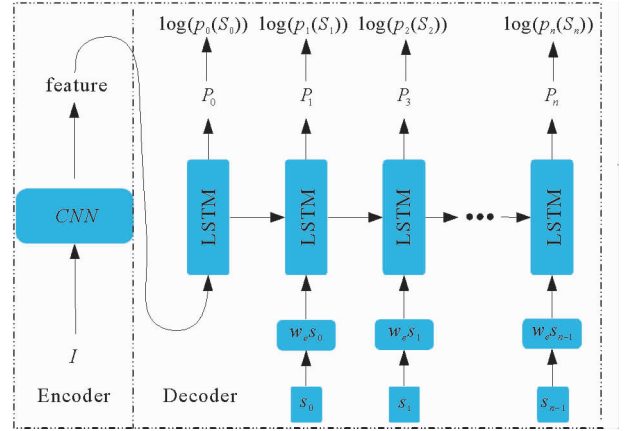 log(p₀(S₀)) log(p₁(S₁)) log(p₂(S₂)) log(pₙ(Sₙ))
feature P₀ P₁ P₃ Pₙ
CNN LSTM LSTM LSTM ••• LSTM
wₑs₀ wₑs₁ wₑsₙ₋₁
I
Encoder Decoder s₀ s₁ sₙ₋₁